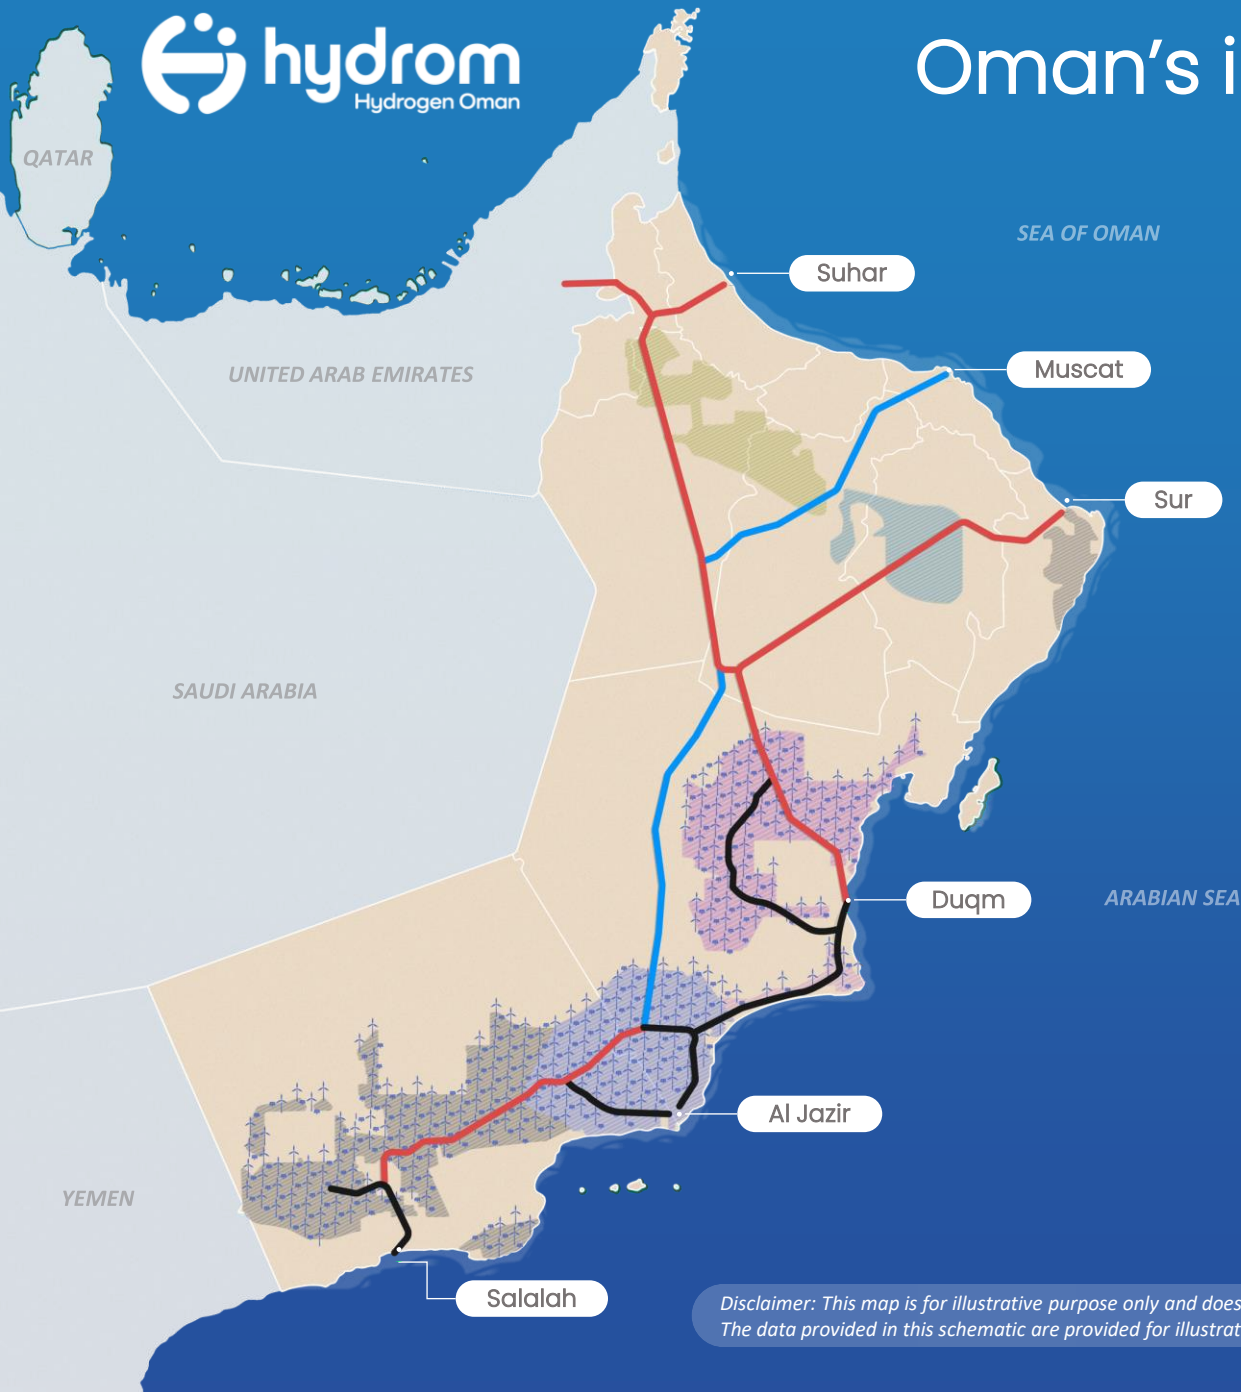 hydrom
Hydrogen Oman
Oman's i
QATAR
SEA OF OMAN
Suhar
Muscat
UNITED ARAB EMIRATES
Sur
SAUDI ARABIA
Duqm
ARABIAN SEA
Al Jazir
YEMEN
Salalah
Disclaimer: This map is for illustrative purpose only and does
The data provided in this schematic are provided for illustrat